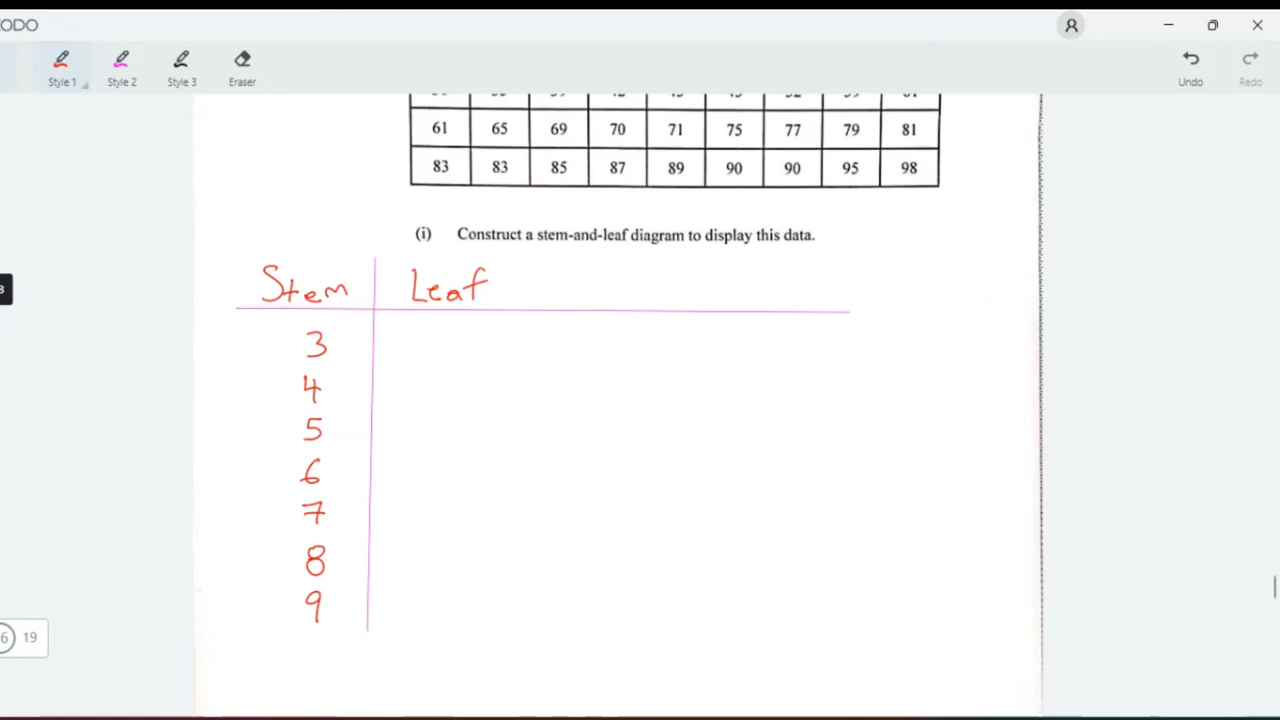 ODO
Style 1 Style 2 Style 3 Eraser Undo Redo
61 65 69 70 71 75 77 79 81
83 83 85 87 89 90 90 95 98
(i) Construct a stem-and-leaf diagram to display this data.
Stem Leaf
3
4
5
6
7
8
9
6 19